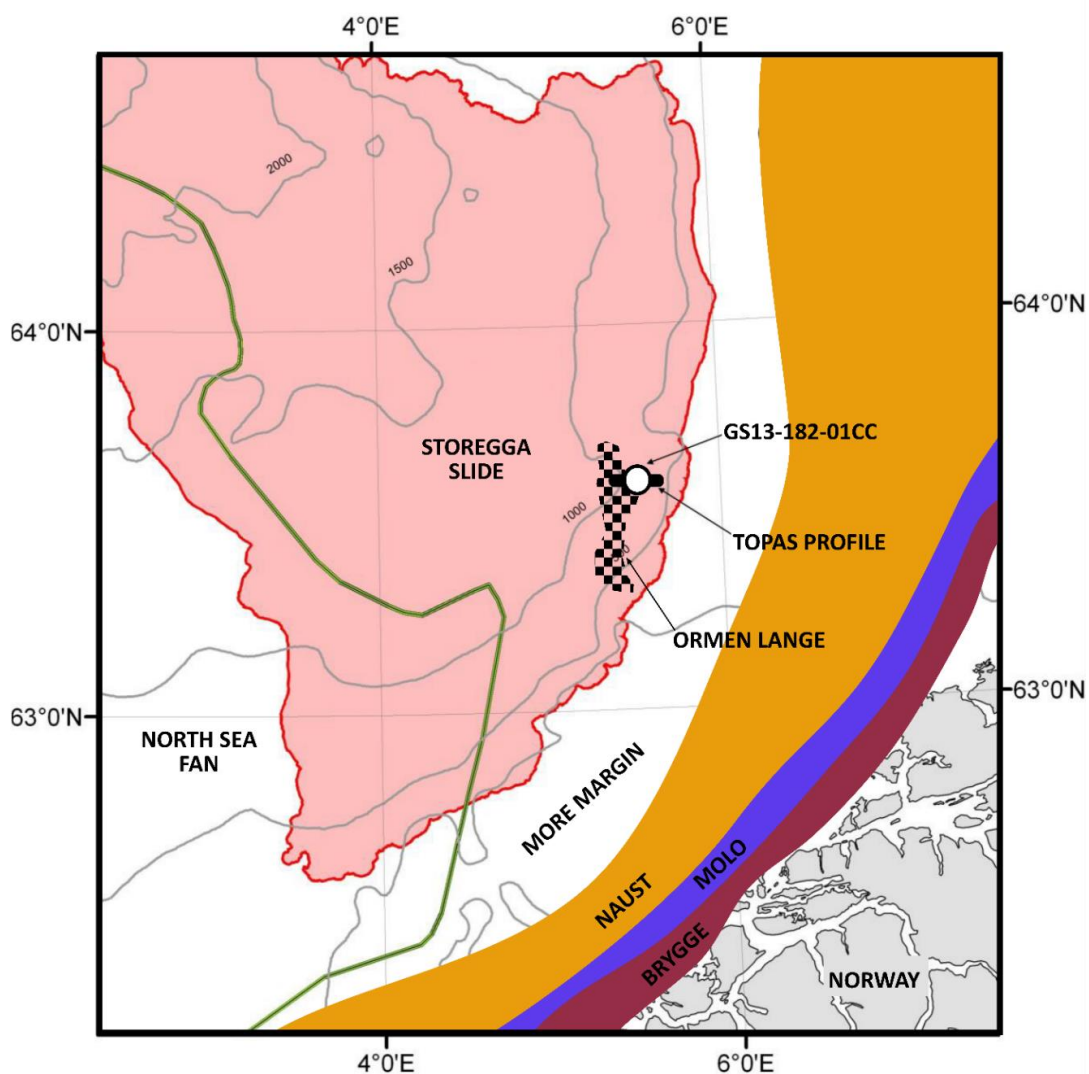 4°0'E
6°0'E
2000
1500
64°0'N
64°0'N
GS13-182-01CC
STOREGGA
SLIDE
1000
TOPAS PROFILE
ORMEN LANGE
63°0'N
63°0'N
NORTH SEA
FAN
MORE MARGIN
NAUST
MOLO
BRYGGE
NORWAY
4°0'E
6°0'E